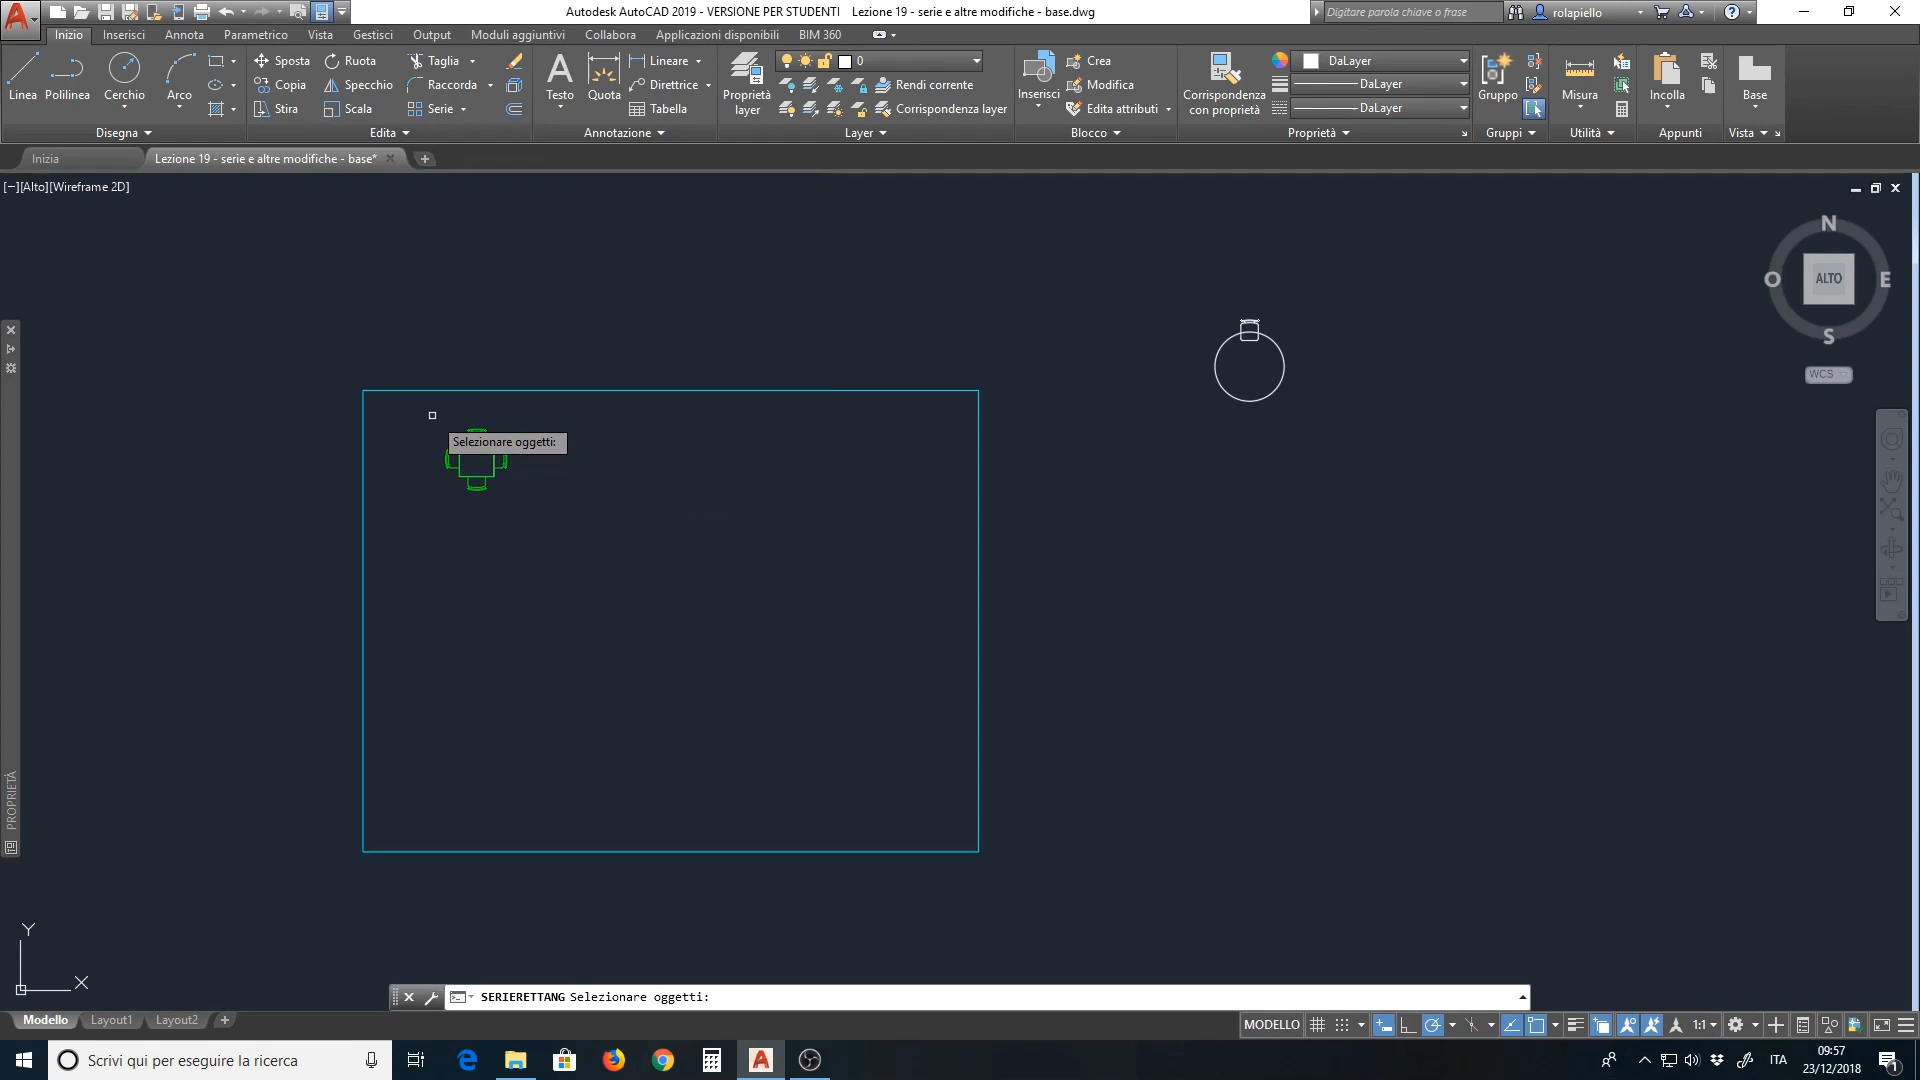 Autodesk AutoCAD 2019 - VERSIONE PER STUDENTI Lezione 19 - serie e altre modifiche - base.dwg
Digitare parola chiave o frase
rolapiello
Inizio Inserisci Annota Parametrico Vista Gestisci Output Moduli aggiuntivi Collabora Applicazioni disponibili BIM 360
Linea
Polilinea
Cerchio
Arco
Sposta
Ruota
Taglia
Copia
Specchio
Raccorda
Stira
Scala
Serie
Testo
Quota
Lineare
Direttrice
Tabella
Proprietà
layer
0
Rendi corrente
Corrispondenza layer
Inserisci
Crea
Modifica
Edita attributi
Corrispondenza
con proprietà
DaLayer
DaLayer
DaLayer
Gruppo
Misura
Incolla
Base
Disegna
Edita
Annotazione
Layer
Blocco
Proprietà
Gruppi
Utilità
Appunti
Vista
Inizia
Lezione 19 - serie e altre modifiche - base*
[−][Alto][Wireframe 2D]
N
O
ALTO
E
S
WCS
Selezionare oggetti:
PROPRIETÀ
Y
X
SERIERETTANG Selezionare oggetti:
Modello Layout1 Layout2
MODELLO
1:1
Scrivi qui per eseguire la ricerca
ITA
09:57
23/12/2018
1